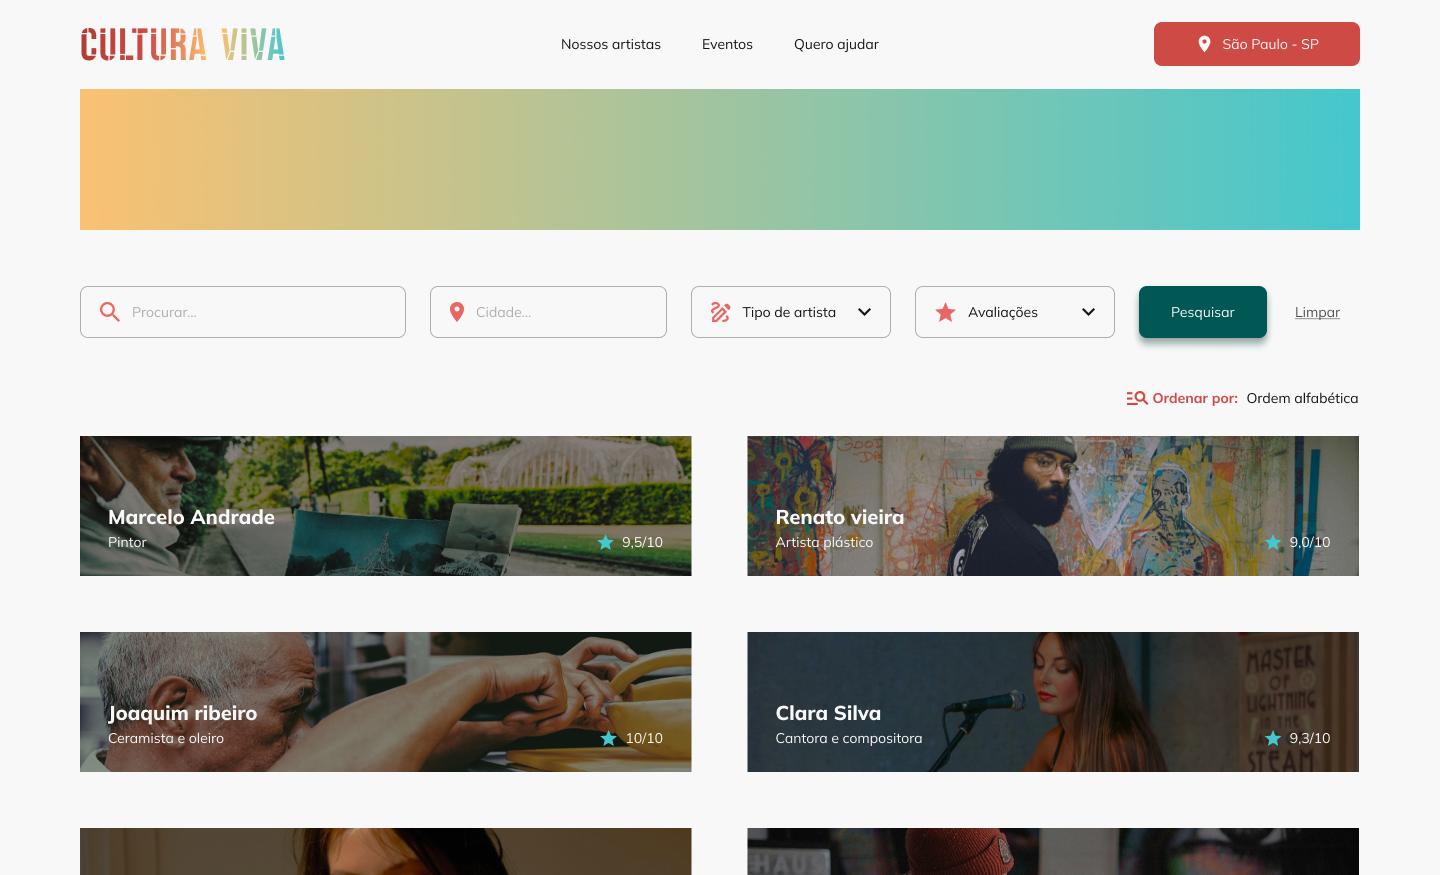 CULTURA VIVA
Nossos artistas
Eventos
Quero ajudar
São Paulo - SP
Procurar...
Cidade...
Tipo de artista
Avaliações
Pesquisar
Limpar
Ordenar por: Ordem alfabética
Marcelo Andrade
Pintor
9,5/10
Renato vieira
Artista plástico
9,0/10
Joaquim ribeiro
Ceramista e oleiro
10/10
Clara Silva
Cantora e compositora
9,3/10
MASTER
OF
LIGHTNING
IN THE
STEAM
HAUS